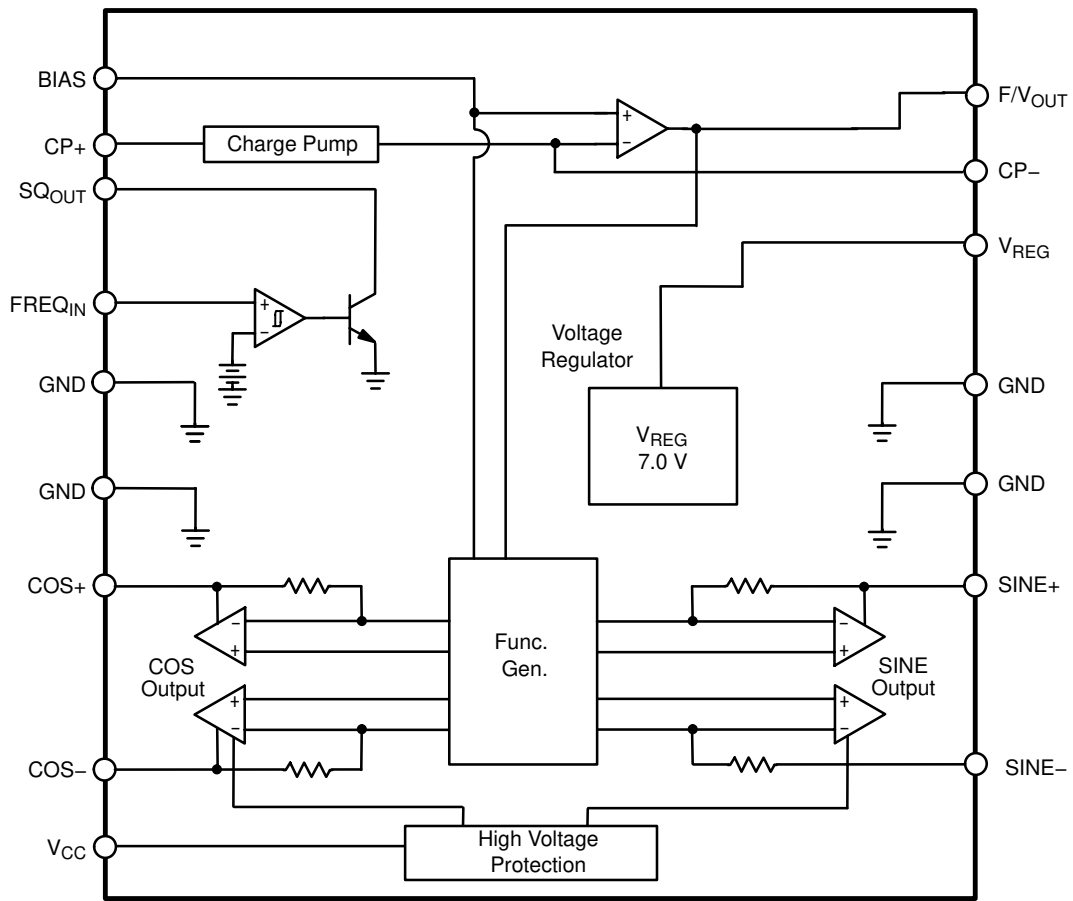 BIAS
F/VOUT
+
CP+
Charge Pump
−
CP−
SQOUT
VREG
FREQIN
+
−
Voltage
Regulator
GND
GND
VREG
7.0 V
GND
GND
COS+
SINE+
−
−
Func.
Gen.
+
+
COS
Output
SINE
Output
+
+
−
−
COS−
SINE−
VCC
High Voltage
Protection